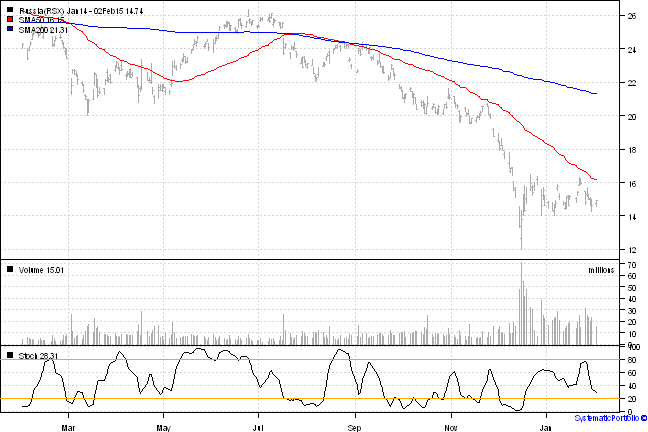 Russia(RSX) Jan14 - 02Feb15 14.74
SMA50 16.15
SMA200 21.31
26
24
22
20
18
16
14
12
Volume 15.01
millions
70
60
50
40
30
20
10
0
Stoch 28.31
100
80
60
40
20
0
Mar
May
Jul
Sep
Nov
Jan
SystematicPortfolio ©